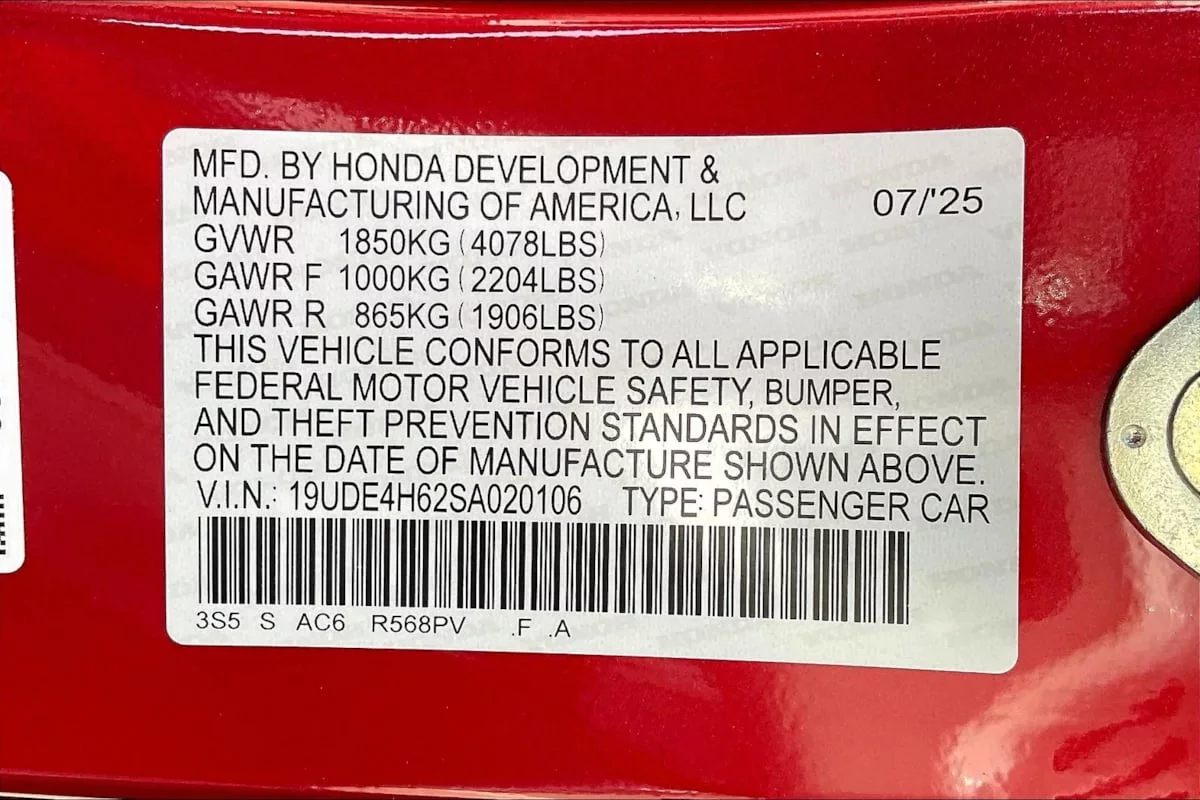 MFD. BY HONDA DEVELOPMENT &
MANUFACTURING OF AMERICA, LLC 07/'25
GVWR 1850KG (4078LBS)
GAWR F 1000KG (2204LBS)
GAWR R 865KG (1906LBS)
THIS VEHICLE CONFORMS TO ALL APPLICABLE
FEDERAL MOTOR VEHICLE SAFETY, BUMPER,
AND THEFT PREVENTION STANDARDS IN EFFECT
ON THE DATE OF MANUFACTURE SHOWN ABOVE.
V.I.N.: 19UDE4H62SA020106 TYPE: PASSENGER CAR
3S5 S AC6 R568PV .F .A